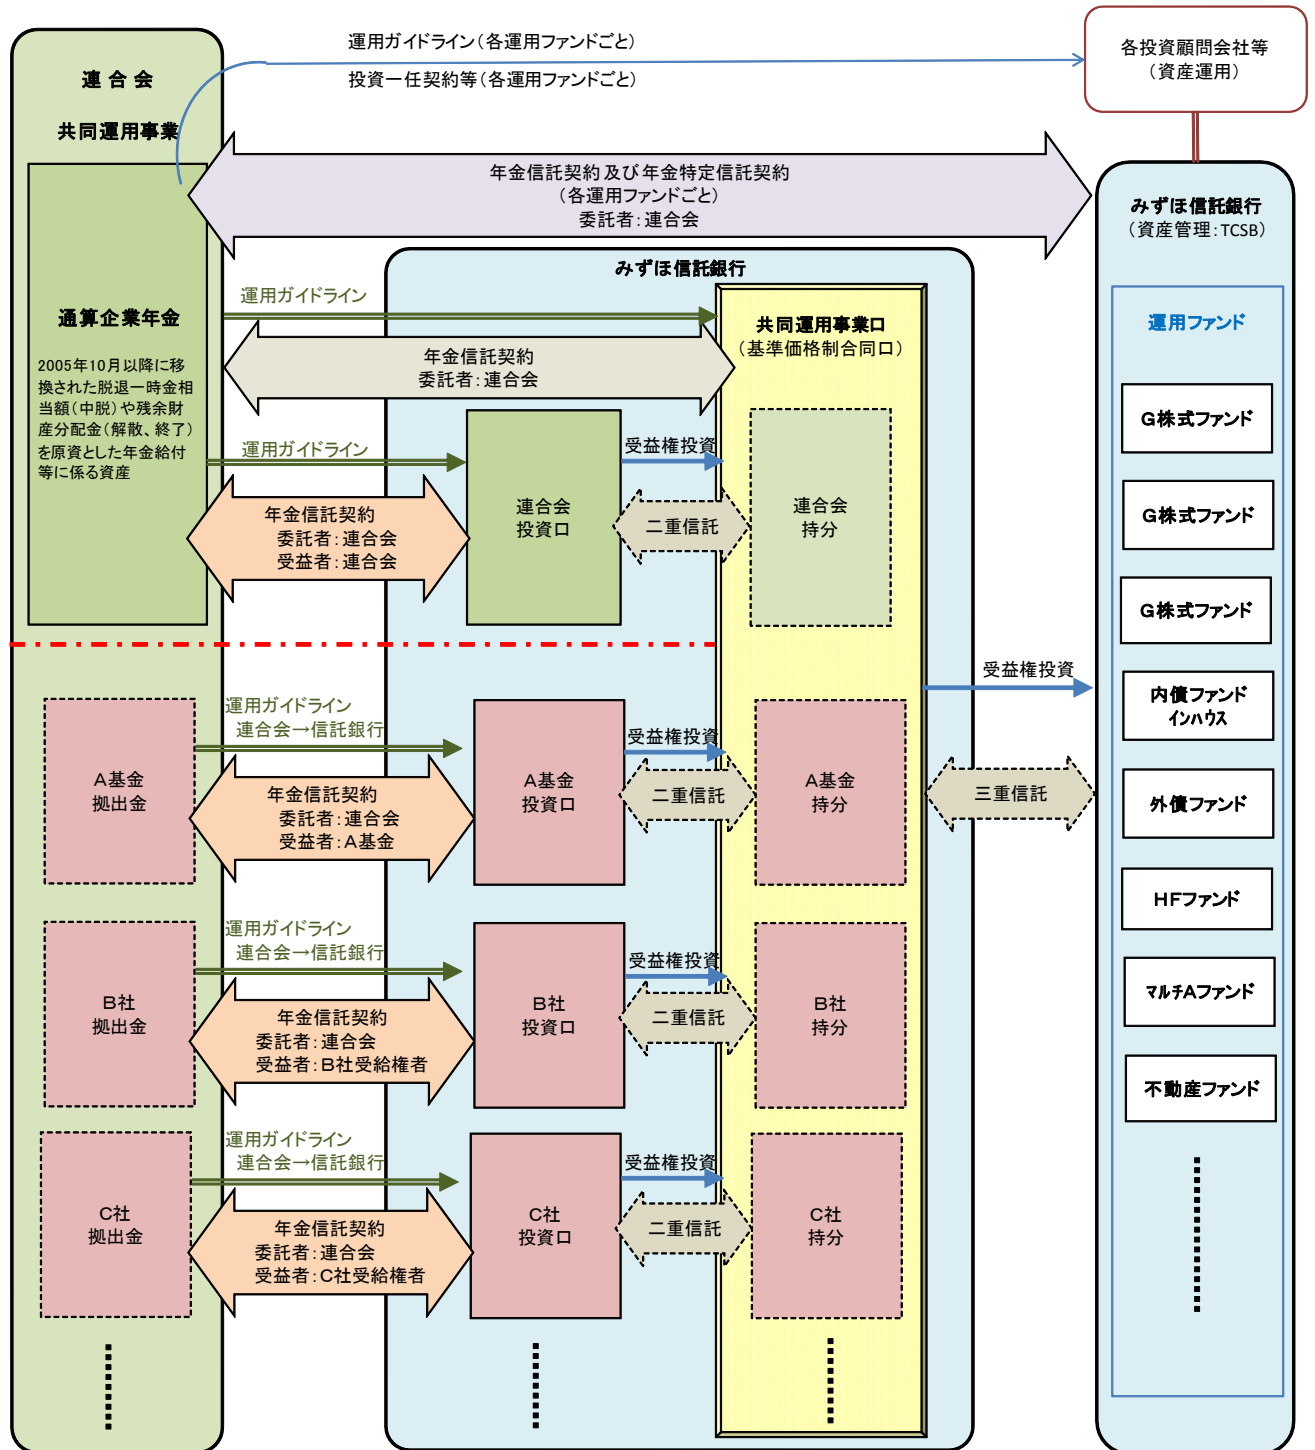 運用ガイドライン（各運用ファンドごと）
投資一任契約等（各運用ファンドごと）
各投資顧問会社等
（資産運用）
連 合 会
共同運用事業
年金信託契約及び年金特定信託契約
（各運用ファンドごと）
委託者：連合会
みずほ信託銀行
（資産管理：TCSB）
みずほ信託銀行
運用ガイドライン
通算企業年金
2005年10月以降に移
換された脱退一時金相
当額（中脱）や残余財
産分配金（解散、終了）
を原資とした年金給付
等に係る資産
年金信託契約
委託者：連合会
共同運用事業口
（基準価格制合同口）
運用ファンド
G株式ファンド
G株式ファンド
G株式ファンド
内債ファンド
インハウス
外債ファンド
HFファンド
マルチAファンド
不動産ファンド
運用ガイドライン
受益権投資
年金信託契約
委託者：連合会
受益者：連合会
連合会
投資口
二重信託
連合会
持分
受益権投資
三重信託
運用ガイドライン
連合会→信託銀行
受益権投資
A基金
拠出金
年金信託契約
委託者：連合会
受益者：A基金
A基金
投資口
二重信託
A基金
持分
運用ガイドライン
連合会→信託銀行
受益権投資
B社
拠出金
年金信託契約
委託者：連合会
受益者：B社受給権者
B社
投資口
二重信託
B社
持分
運用ガイドライン
連合会→信託銀行
受益権投資
C社
拠出金
年金信託契約
委託者：連合会
受益者：C社受給権者
C社
投資口
二重信託
C社
持分